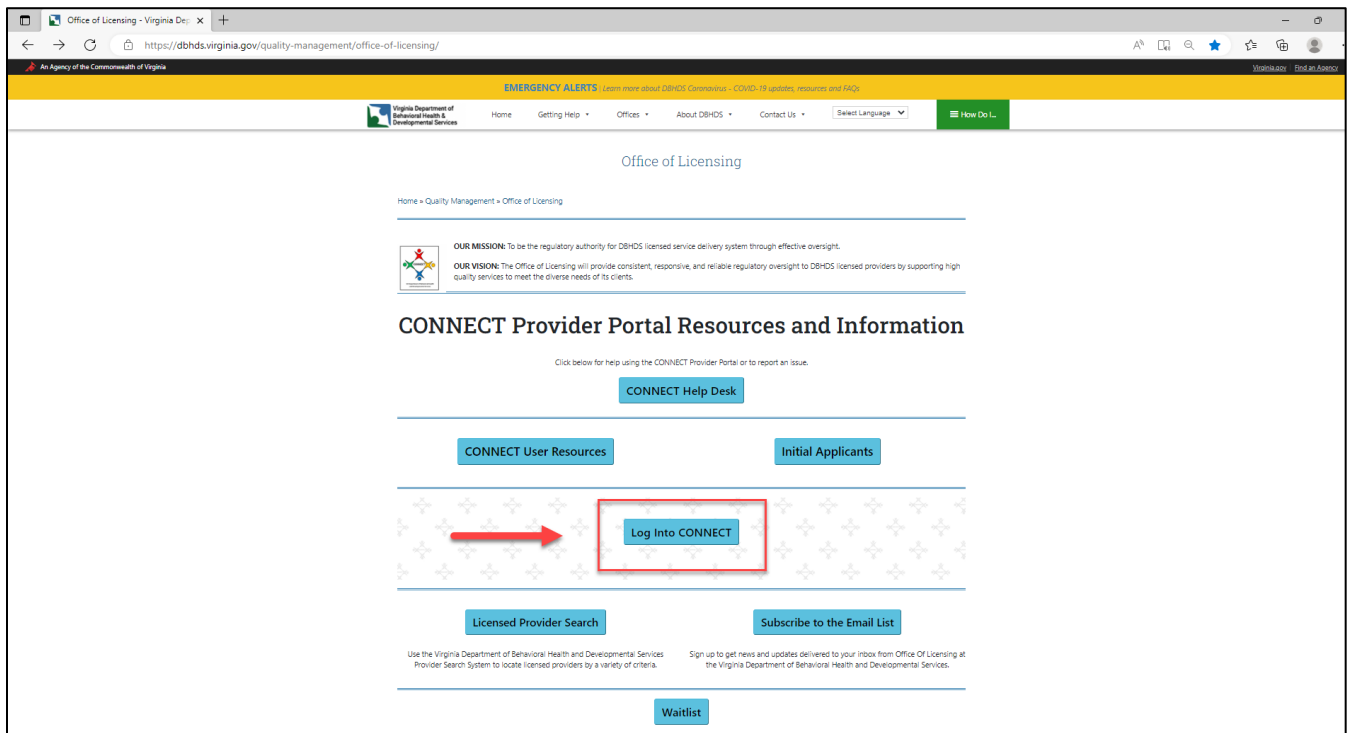 Office of Licensing - Virginia Dep
https://dbhds.virginia.gov/quality-management/office-of-licensing/
An Agency of the Commonwealth of Virginia
Virginia.gov Find an Agency
EMERGENCY ALERTS | Learn more about DBHDS Coronavirus - COVID-19 updates, resources and FAQs
Virginia Department of
Behavioral Health &
Developmental Services
Home Getting Help Offices About DBHDS Contact Us Select Language How Do I...
Office of Licensing
Home » Quality Management » Office of Licensing
OUR MISSION: To be the regulatory authority for DBHDS licensed service delivery system through effective oversight.
OUR VISION: The Office of Licensing will provide consistent, responsive, and reliable regulatory oversight to DBHDS licensed providers by supporting high
quality services to meet the diverse needs of its clients.
CONNECT Provider Portal Resources and Information
Click below for help using the CONNECT Provider Portal or to report an issue.
CONNECT Help Desk
CONNECT User Resources
Initial Applicants
Log Into CONNECT
Licensed Provider Search
Use the Virginia Department of Behavioral Health and Developmental Services
Provider Search System to locate licensed providers by a variety of criteria.
Subscribe to the Email List
Sign up to get news and updates delivered to your inbox from Office Of Licensing at
the Virginia Department of Behavioral Health and Developmental Services.
Waitlist